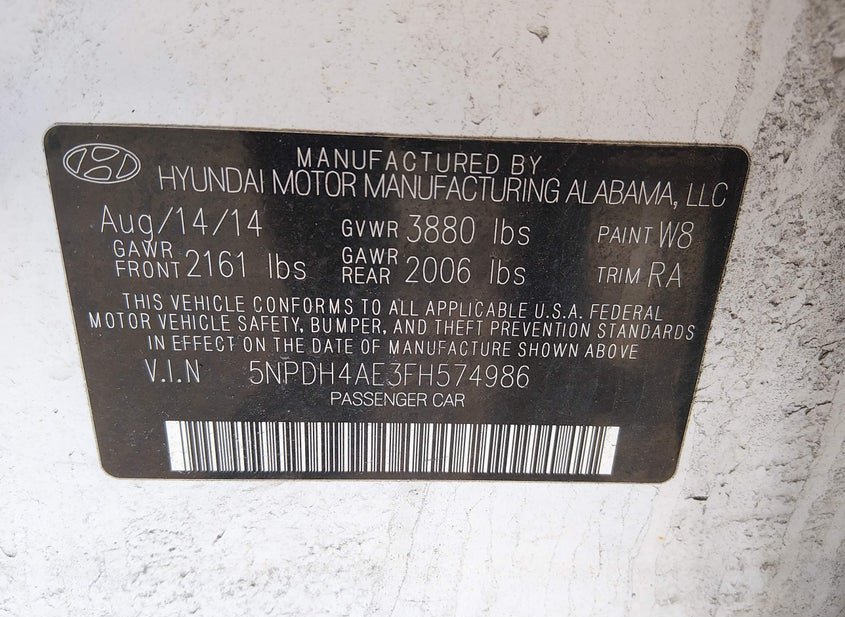 MANUFACTURED BY
HYUNDAI MOTOR MANUFACTURING ALABAMA, LLC
Aug/14/14 GVWR 3880 lbs PAINT W8
GAWR FRONT 2161 lbs GAWR REAR 2006 lbs TRIM RA
THIS VEHICLE CONFORMS TO ALL APPLICABLE U.S.A. FEDERAL
MOTOR VEHICLE SAFETY, BUMPER, AND THEFT PREVENTION STANDARDS
IN EFFECT ON THE DATE OF MANUFACTURE SHOWN ABOVE
V.I.N 5NPDH4AE3FH574986
PASSENGER CAR